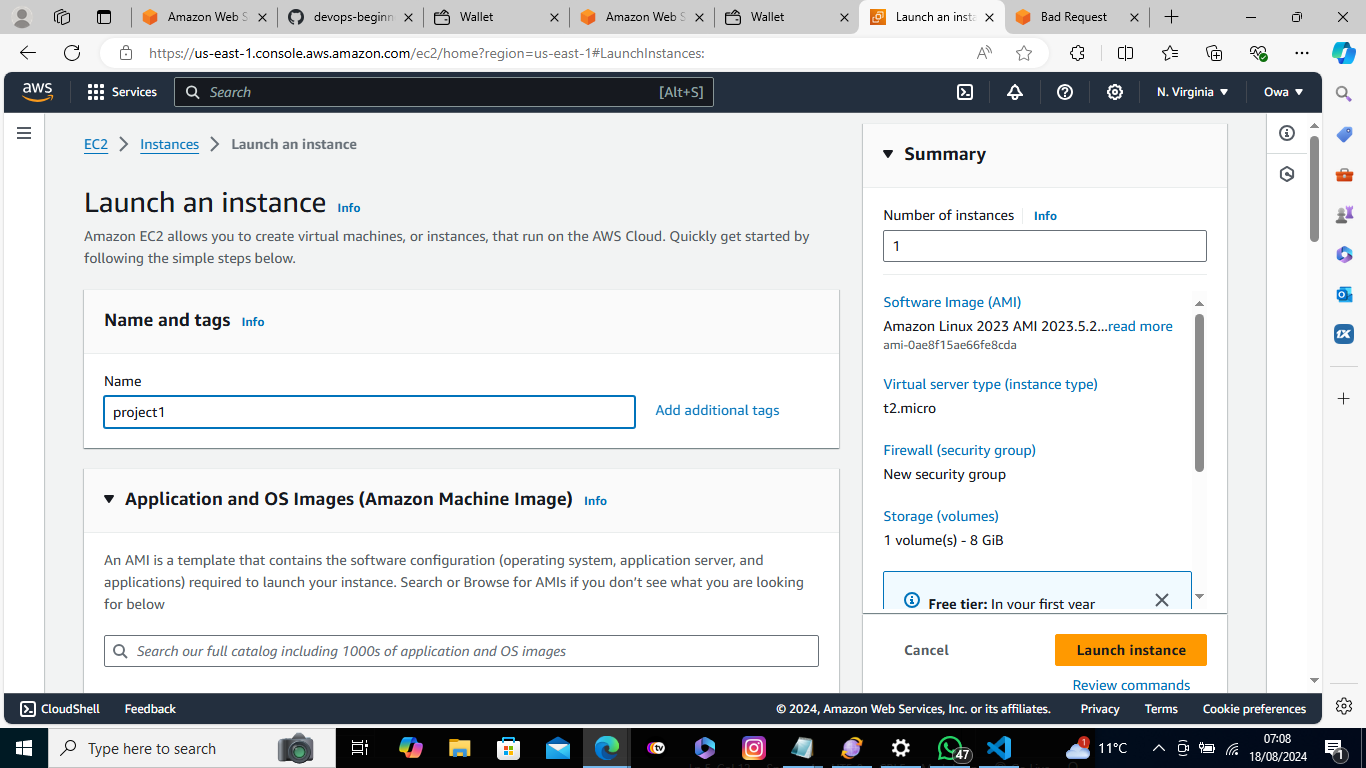 Amazon Web S
devops-beginn
Wallet
Amazon Web S
Wallet
Launch an insta
Bad Request
https://us-east-1.console.aws.amazon.com/ec2/home?region=us-east-1#LaunchInstances:
aws
Services
Search
[Alt+S]
N. Virginia
Owa
EC2
Instances
Launch an instance
Launch an instance Info
Amazon EC2 allows you to create virtual machines, or instances, that run on the AWS Cloud. Quickly get started by
following the simple steps below.
Name and tags Info
Name
project1
Add additional tags
Application and OS Images (Amazon Machine Image) Info
An AMI is a template that contains the software configuration (operating system, application server, and
applications) required to launch your instance. Search or Browse for AMIs if you don't see what you are looking
for below
Search our full catalog including 1000s of application and OS images
Summary
Number of instances Info
1
Software Image (AMI)
Amazon Linux 2023 AMI 2023.5.2...read more
ami-0ae8f15ae66fe8cda
Virtual server type (instance type)
t2.micro
Firewall (security group)
New security group
Storage (volumes)
1 volume(s) - 8 GiB
Free tier: In your first year
Cancel
Launch instance
Review commands
CloudShell
Feedback
© 2024, Amazon Web Services, Inc. or its affiliates.
Privacy
Terms
Cookie preferences
Type here to search
47
1
11°C
07:08
18/08/2024
1